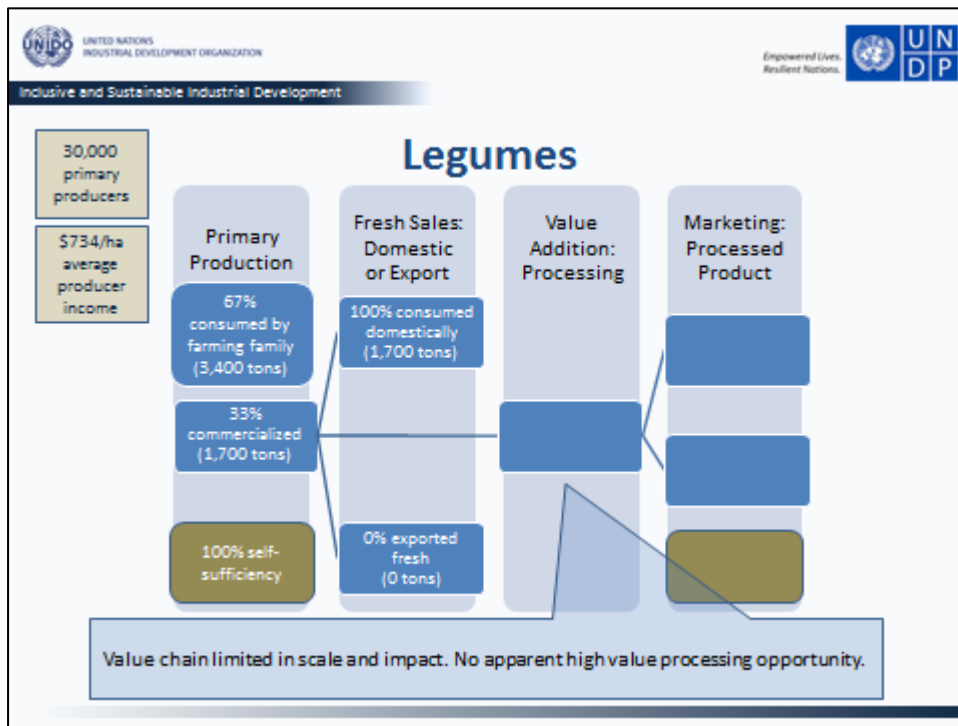 UNIDO
UNITED NATIONS
INDUSTRIAL DEVELOPMENT ORGANIZATION
Empowered Lives.
Resilient Nations.
U N
D P
Inclusive and Sustainable Industrial Development
30,000
primary
producers
$734/ha
average
producer
income
Legumes
Primary
Production
67%
consumed by
farming family
(3,400 tons)
33%
commercialized
(1,700 tons)
100% self-
sufficiency
Fresh Sales:
Domestic
or Export
100% consumed
domestically
(1,700 tons)
0% exported
fresh
(0 tons)
Value
Addition:
Processing
Marketing:
Processed
Product
Value chain limited in scale and impact. No apparent high value processing opportunity.